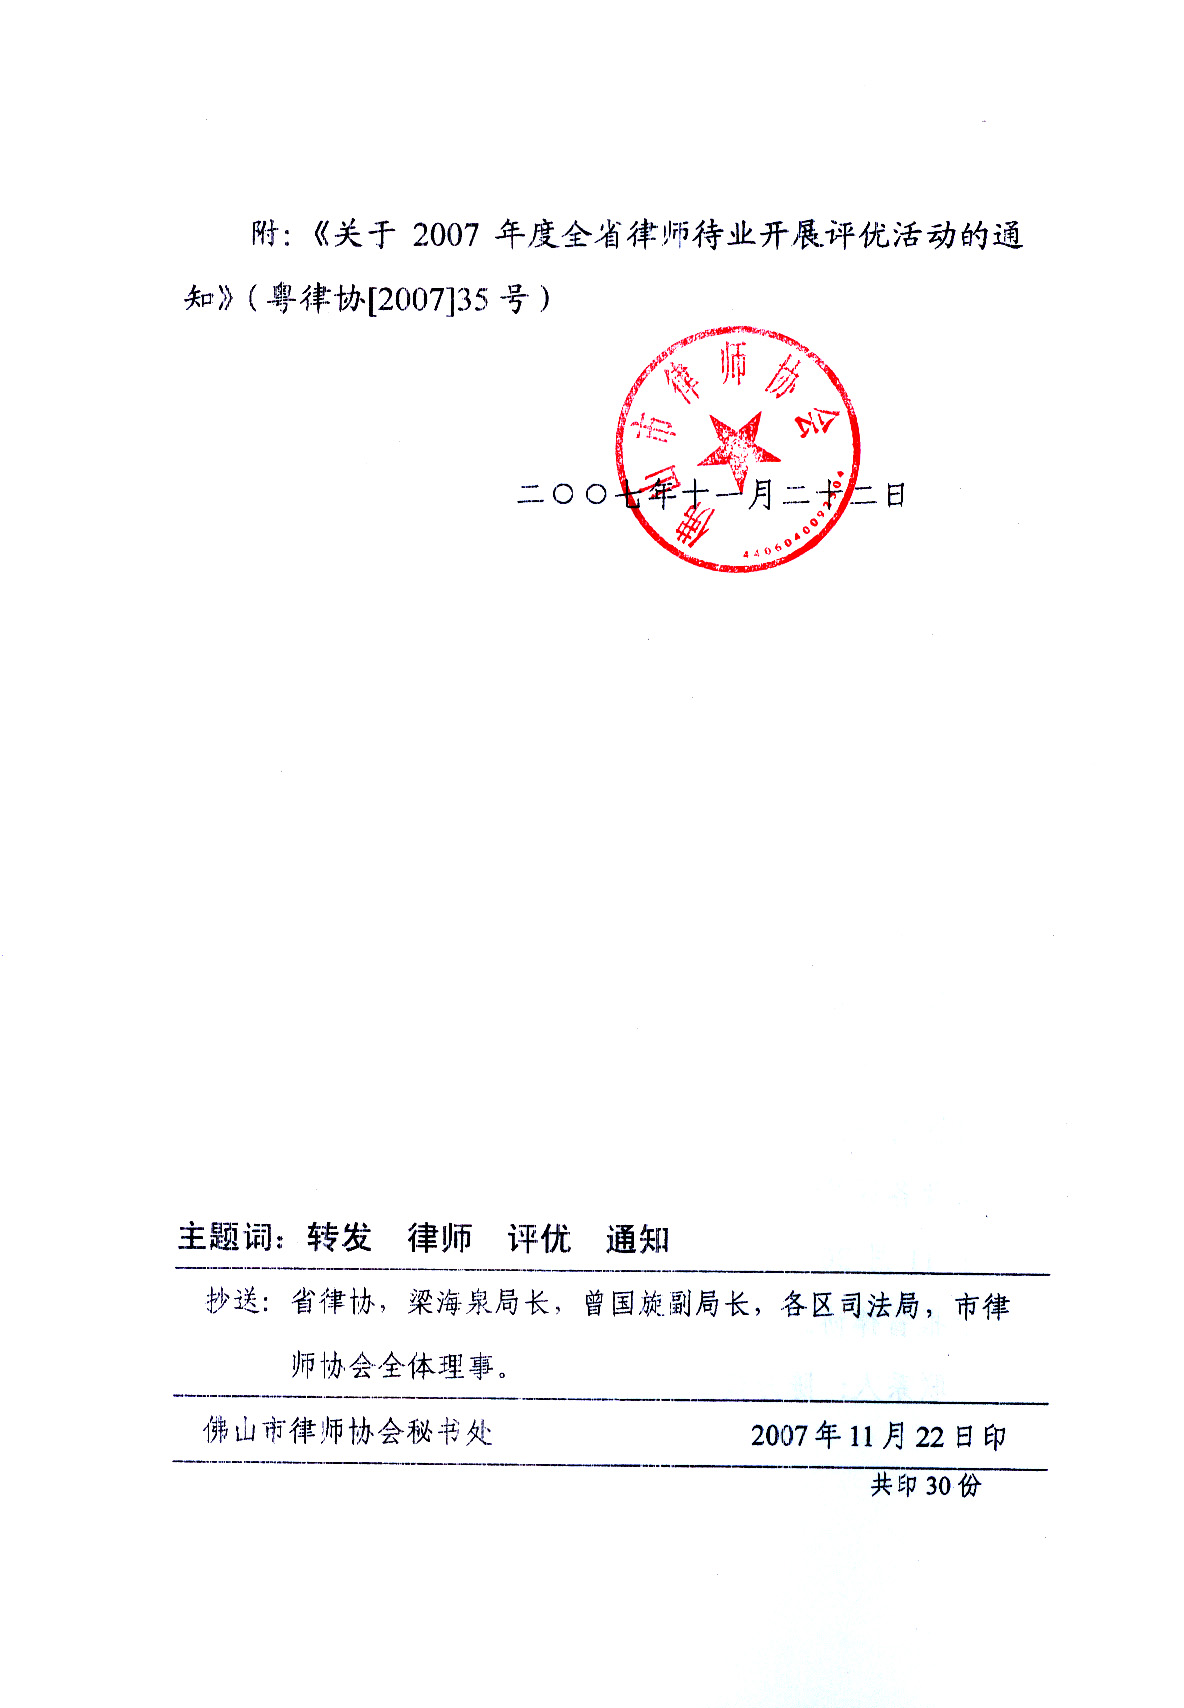 附：《关于 2007 年度全省律师待业开展评优活动的通
知》（粤律协[2007]35 号）
佛山市律师协会
二〇〇七年十一月二十二日
4406040092304
主题词：转发　律师　评优　通知
抄送：省律协，梁海泉局长，曾国旋副局长，各区司法局，市律
师协会全体理事。
佛山市律师协会秘书处 2007 年 11 月 22 日印
共印 30 份